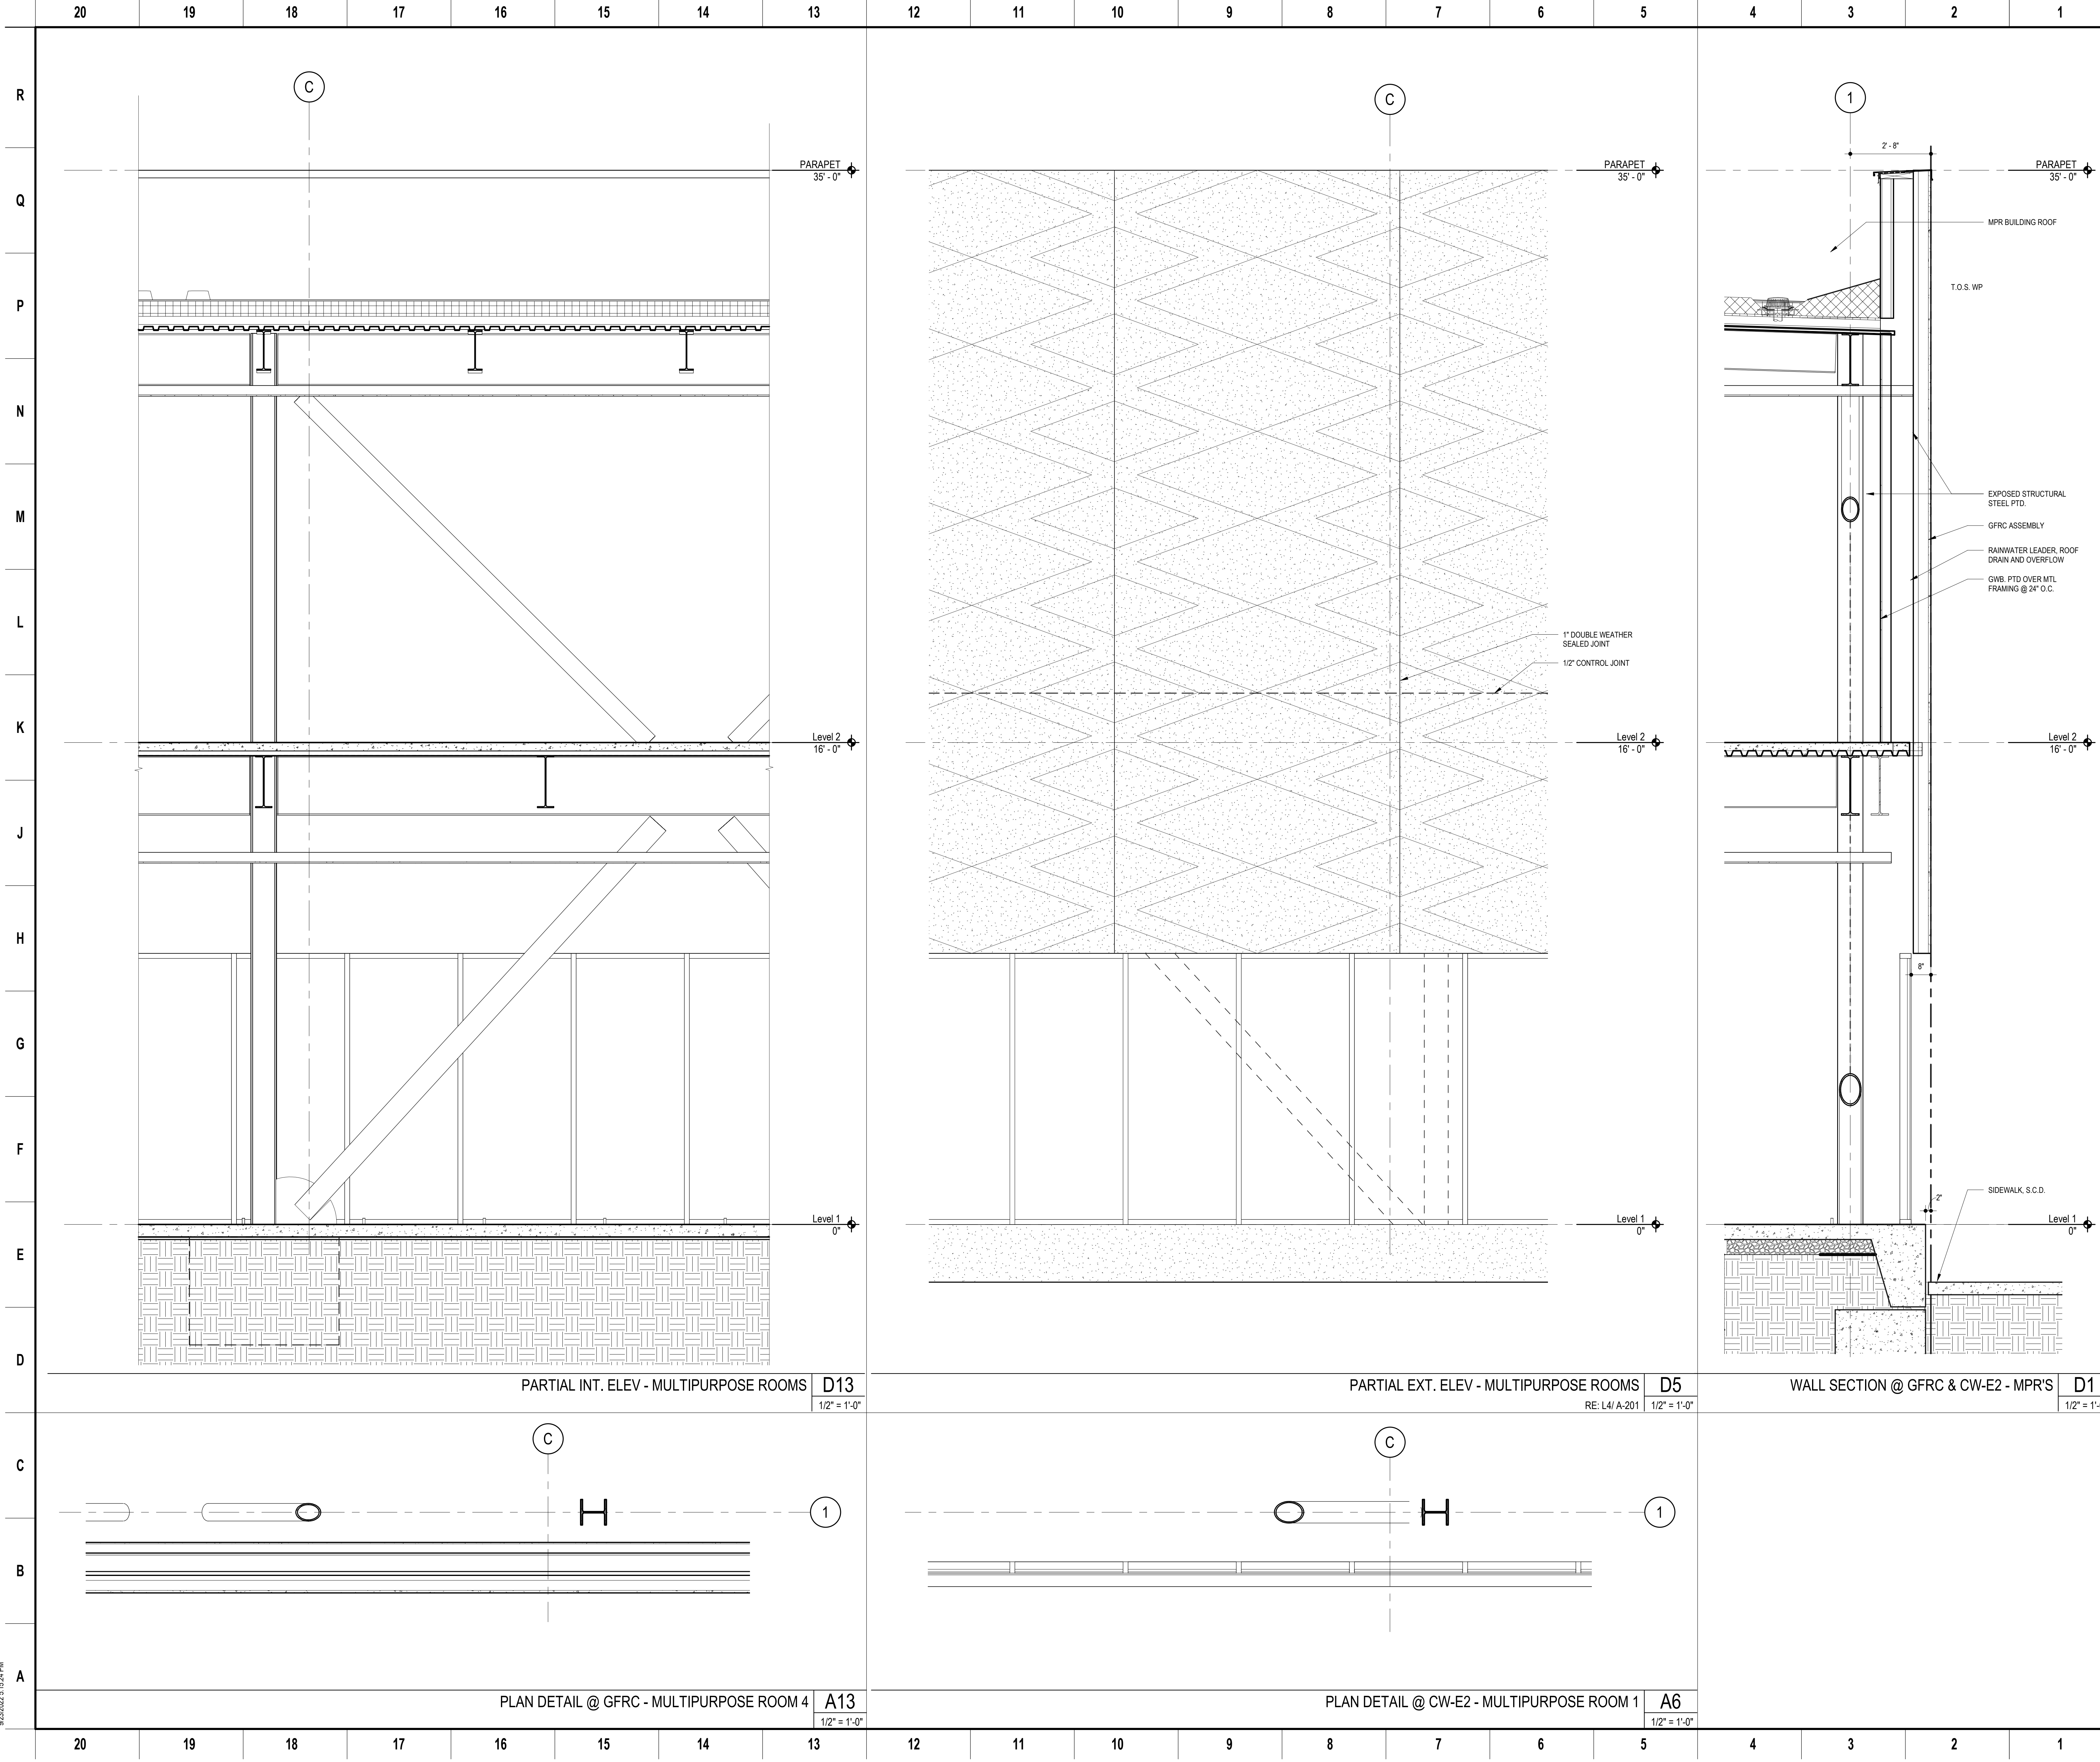 20 19 18 17 16 15 14 13 12 11 10 9 8 7 6 5 4 3 2 1
R
Q
P
N
M
L
K
J
H
G
F
E
D
C
B
A
C
PARAPET
35' - 0"
Level 2
16' - 0"
Level 1
0"
PARTIAL INT. ELEV - MULTIPURPOSE ROOMS D13
1/2" = 1'-0"
C
PARAPET
35' - 0"
1" DOUBLE WEATHER
SEALED JOINT
1/2" CONTROL JOINT
Level 2
16' - 0"
Level 1
0"
PARTIAL EXT. ELEV - MULTIPURPOSE ROOMS D5
RE: L4/ A-201 1/2" = 1'-0"
1
2' - 8"
PARAPET
35' - 0"
MPR BUILDING ROOF
T.O.S. WP
EXPOSED STRUCTURAL
STEEL PTD.
GFRC ASSEMBLY
RAINWATER LEADER, ROOF
DRAIN AND OVERFLOW
GWB. PTD OVER MTL
FRAMING @ 24" O.C.
Level 2
16' - 0"
8"
2"
SIDEWALK, S.C.D.
Level 1
0"
WALL SECTION @ GFRC & CW-E2 - MPR'S D1
1/2" = 1'-
C
1
PLAN DETAIL @ GFRC - MULTIPURPOSE ROOM 4 A13
1/2" = 1'-0"
C
1
PLAN DETAIL @ CW-E2 - MULTIPURPOSE ROOM 1 A6
1/2" = 1'-0"
20 19 18 17 16 15 14 13 12 11 10 9 8 7 6 5 4 3 2 1